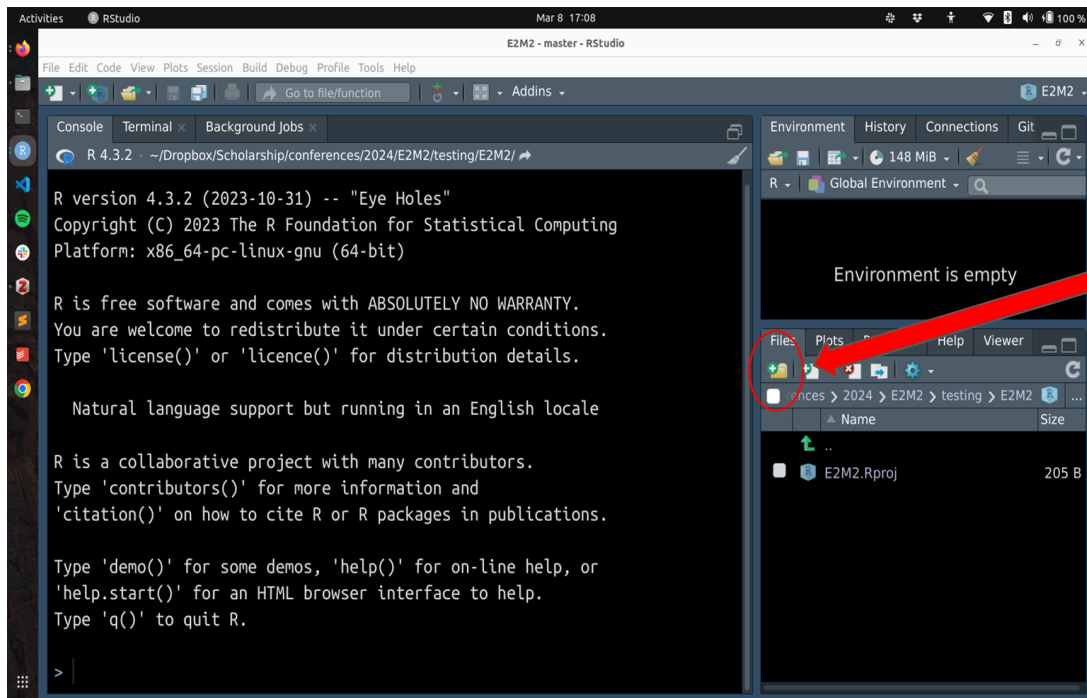 Activities RStudio Mar 8 17:08 100 %
E2M2 - master - RStudio
File Edit Code View Plots Session Build Debug Profile Tools Help
Go to file/function Addins E2M2
Console Terminal Background Jobs
R 4.3.2 · ~/Dropbox/Scholarship/conferences/2024/E2M2/testing/E2M2/
R version 4.3.2 (2023-10-31) -- "Eye Holes"
Copyright (C) 2023 The R Foundation for Statistical Computing
Platform: x86_64-pc-linux-gnu (64-bit)
R is free software and comes with ABSOLUTELY NO WARRANTY.
You are welcome to redistribute it under certain conditions.
Type 'license()' or 'licence()' for distribution details.
Natural language support but running in an English locale
R is a collaborative project with many contributors.
Type 'contributors()' for more information and
'citation()' on how to cite R or R packages in publications.
Type 'demo()' for some demos, 'help()' for on-line help, or
'help.start()' for an HTML browser interface to help.
Type 'q()' to quit R.
>
Environment History Connections Git
148 MiB
R Global Environment
Environment is empty
Files Plots Help Viewer
rences 2024 E2M2 testing E2M2 ...
Name Size
..
E2M2.Rproj 205 B